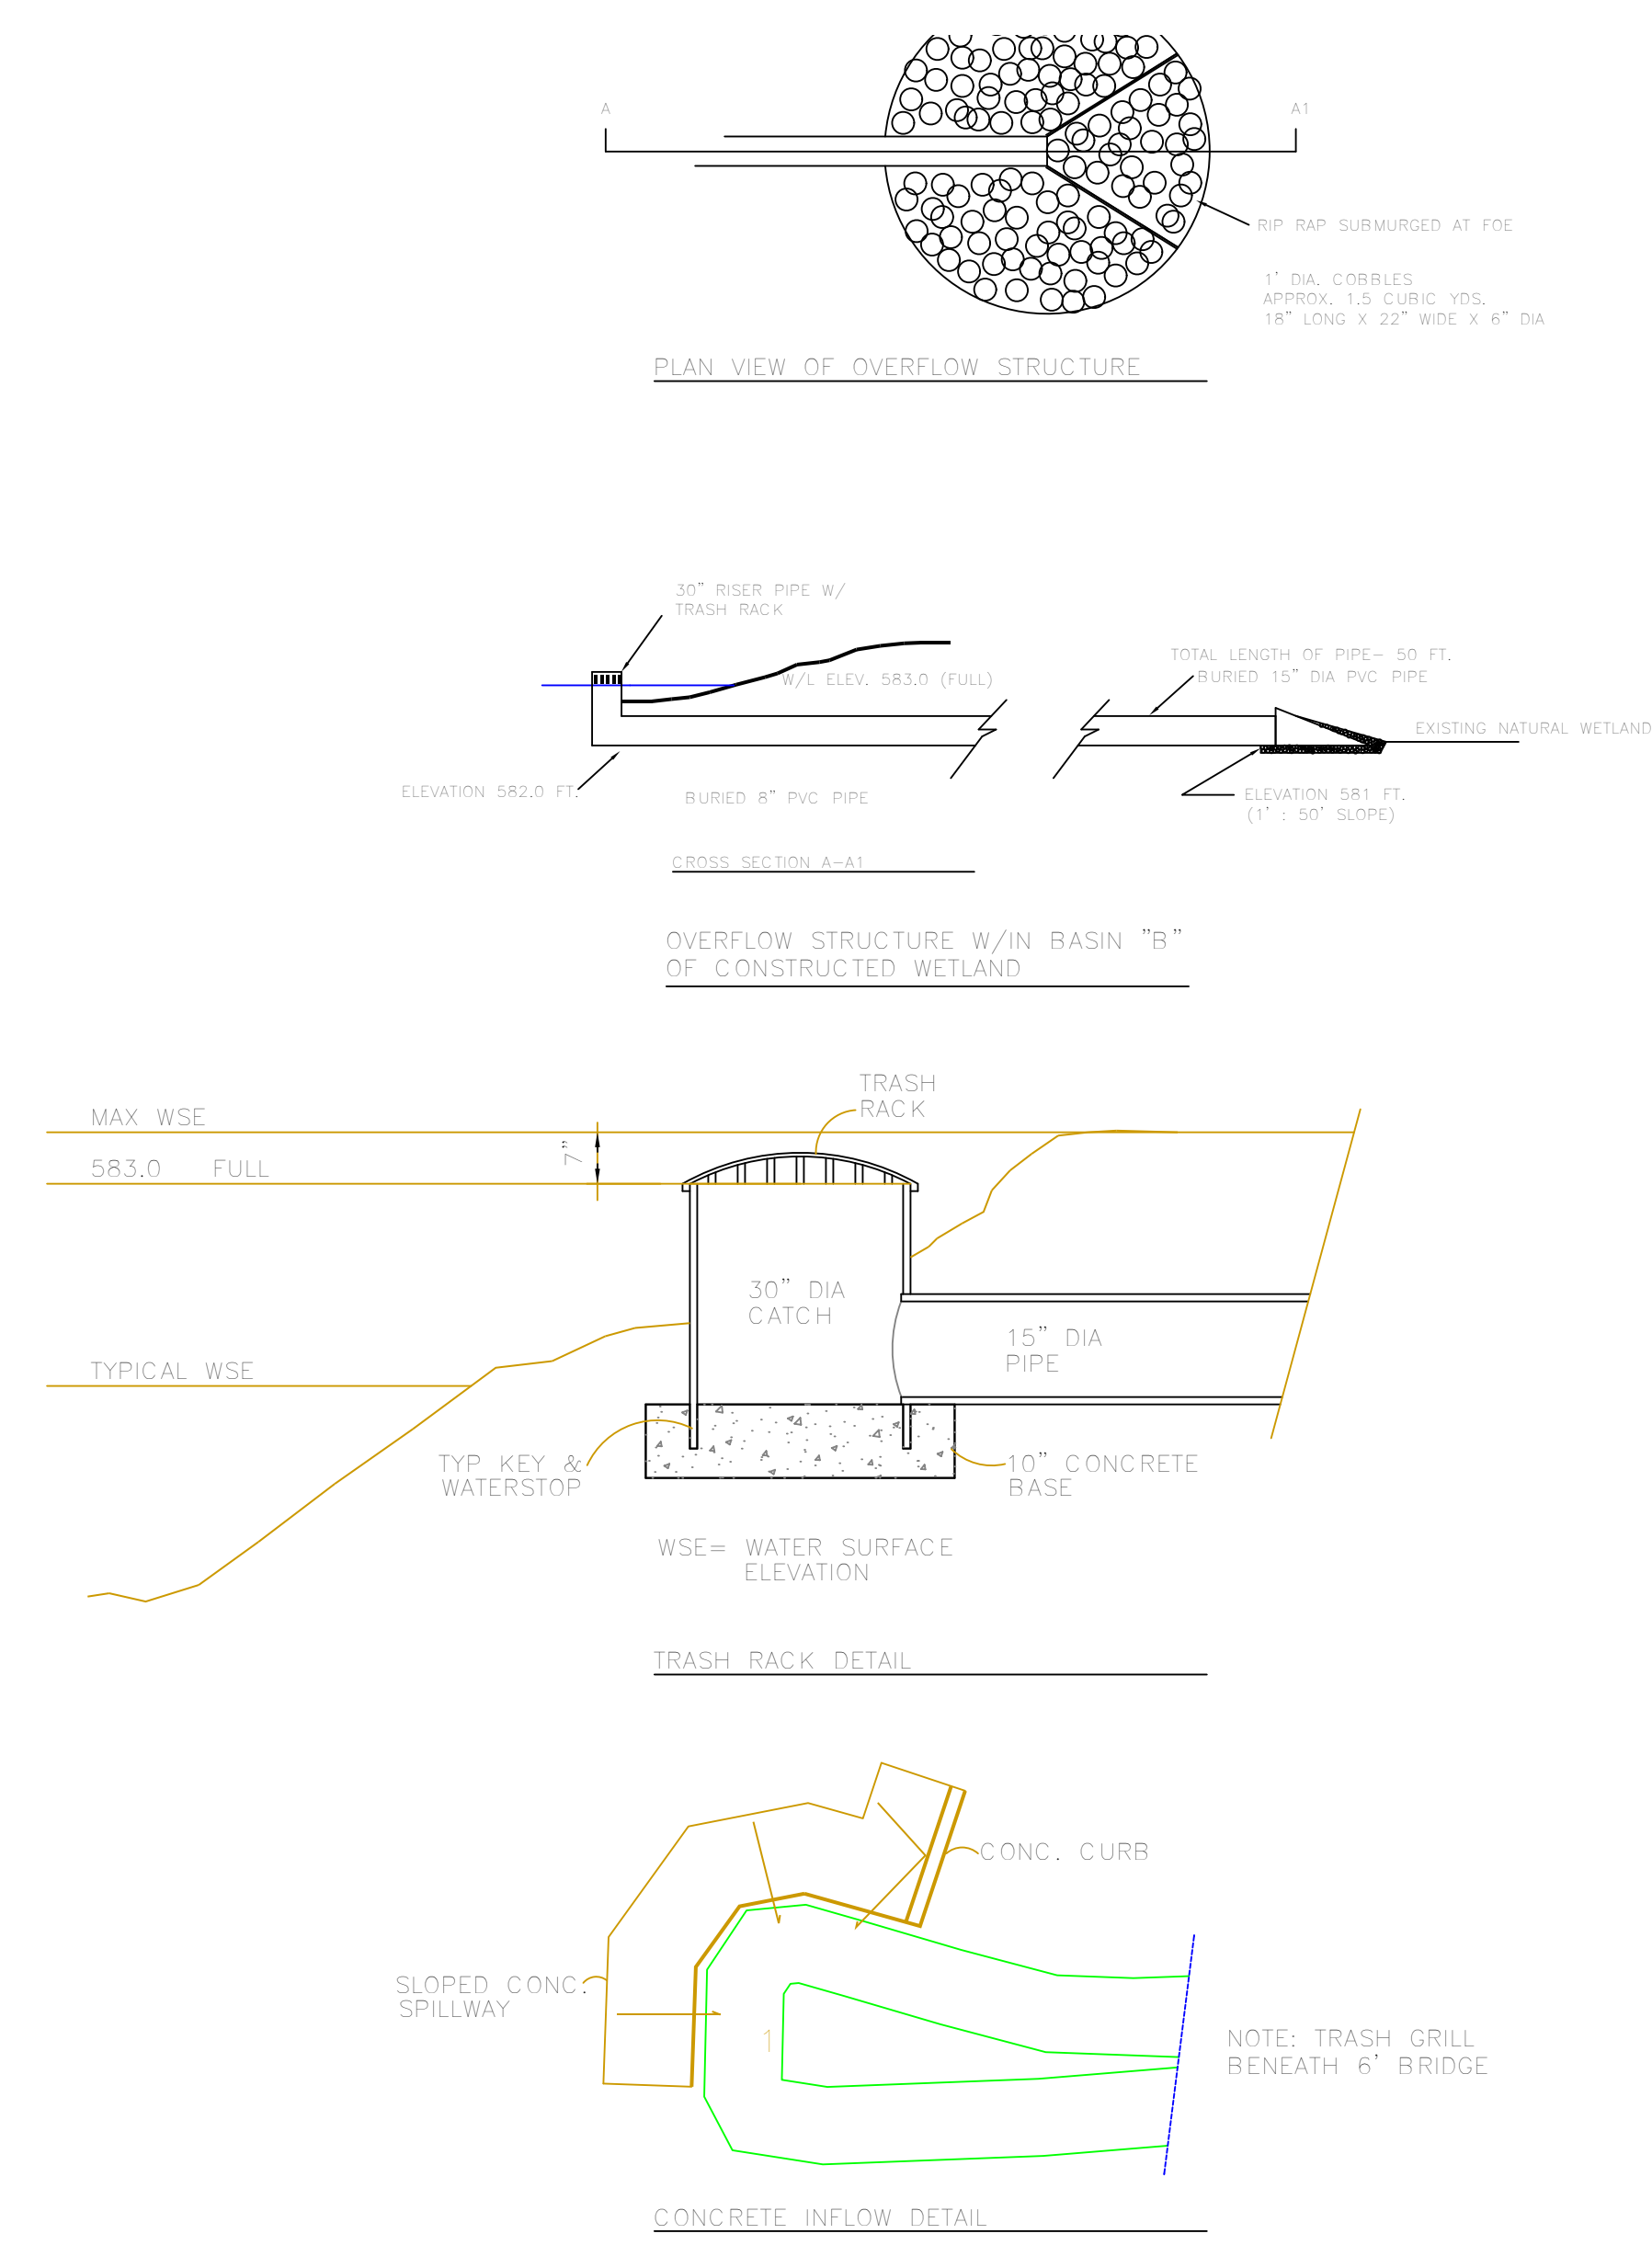 A
A1
RIP RAP SUBMURGED AT FOE
1' DIA. COBBLES
APPROX. 1.5 CUBIC YDS.
18" LONG X 22" WIDE X 6" DIA
PLAN VIEW OF OVERFLOW STRUCTURE
30" RISER PIPE W/
TRASH RACK
W/L ELEV. 583.0 (FULL)
TOTAL LENGTH OF PIPE- 50 FT.
BURIED 15" DIA PVC PIPE
EXISTING NATURAL WETLAND
ELEVATION 582.0 FT.
BURIED 8" PVC PIPE
ELEVATION 581 FT.
(1' : 50' SLOPE)
CROSS SECTION A-A1
OVERFLOW STRUCTURE W/IN BASIN "B"
OF CONSTRUCTED WETLAND
TRASH
RACK
MAX WSE
7"
583.0 FULL
30" DIA
CATCH
15" DIA
PIPE
TYPICAL WSE
TYP KEY &
WATERSTOP
10" CONCRETE
BASE
WSE= WATER SURFACE
ELEVATION
TRASH RACK DETAIL
CONC. CURB
SLOPED CONC.
SPILLWAY
1
NOTE: TRASH GRILL
BENEATH 6' BRIDGE
CONCRETE INFLOW DETAIL